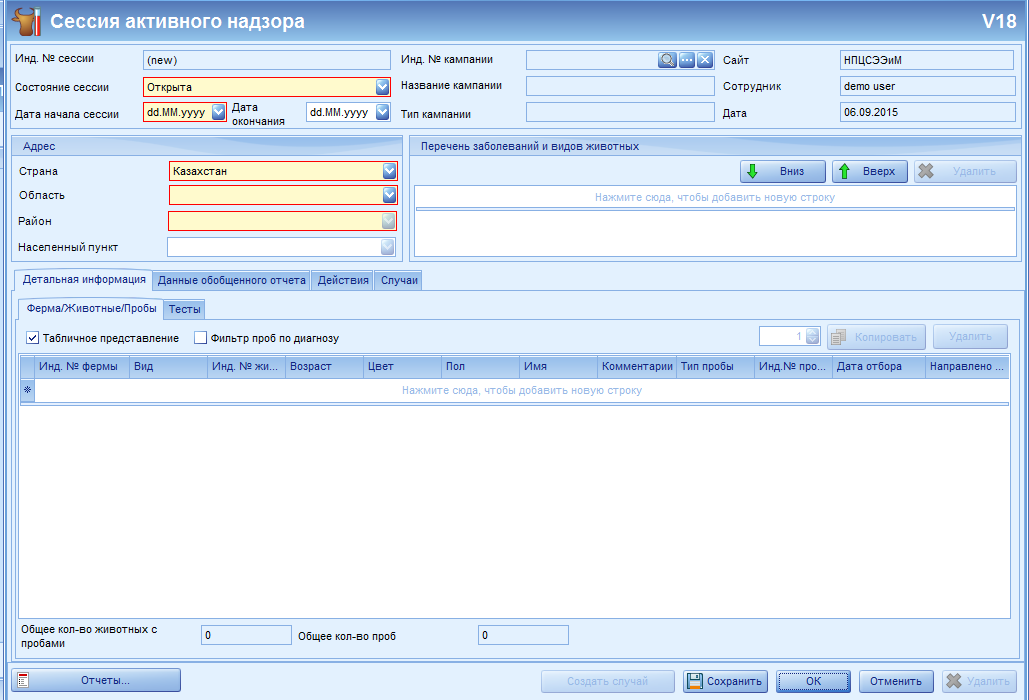 Сессия активного надзора V18
Инд. № сессии (new) Инд. № кампании Сайт НПЦСЭЭиМ
Состояние сессии Открыта Название кампании Сотрудник demo user
Дата начала сессии dd.MM.yyyy Дата окончания dd.MM.yyyy Тип кампании Дата 06.09.2015
Адрес
Страна Казахстан
Область
Район
Населенный пункт
Перечень заболеваний и видов животных
Вниз Вверх Удалить
Нажмите сюда, чтобы добавить новую строку
Детальная информация Данные обобщенного отчета Действия Случаи
Ферма/Животные/Пробы Тесты
Табличное представление Фильтр проб по диагнозу 1 Копировать Удалить
Инд. № фермы Вид Инд. № жи... Возраст Цвет Пол Имя Комментарии Тип пробы Инд.№ про... Дата отбора Направлено ...
Нажмите сюда, чтобы добавить новую строку
Общее кол-во животных с
пробами 0 Общее кол-во проб 0
Отчеты... Создать случай Сохранить ОК Отменить Удалить